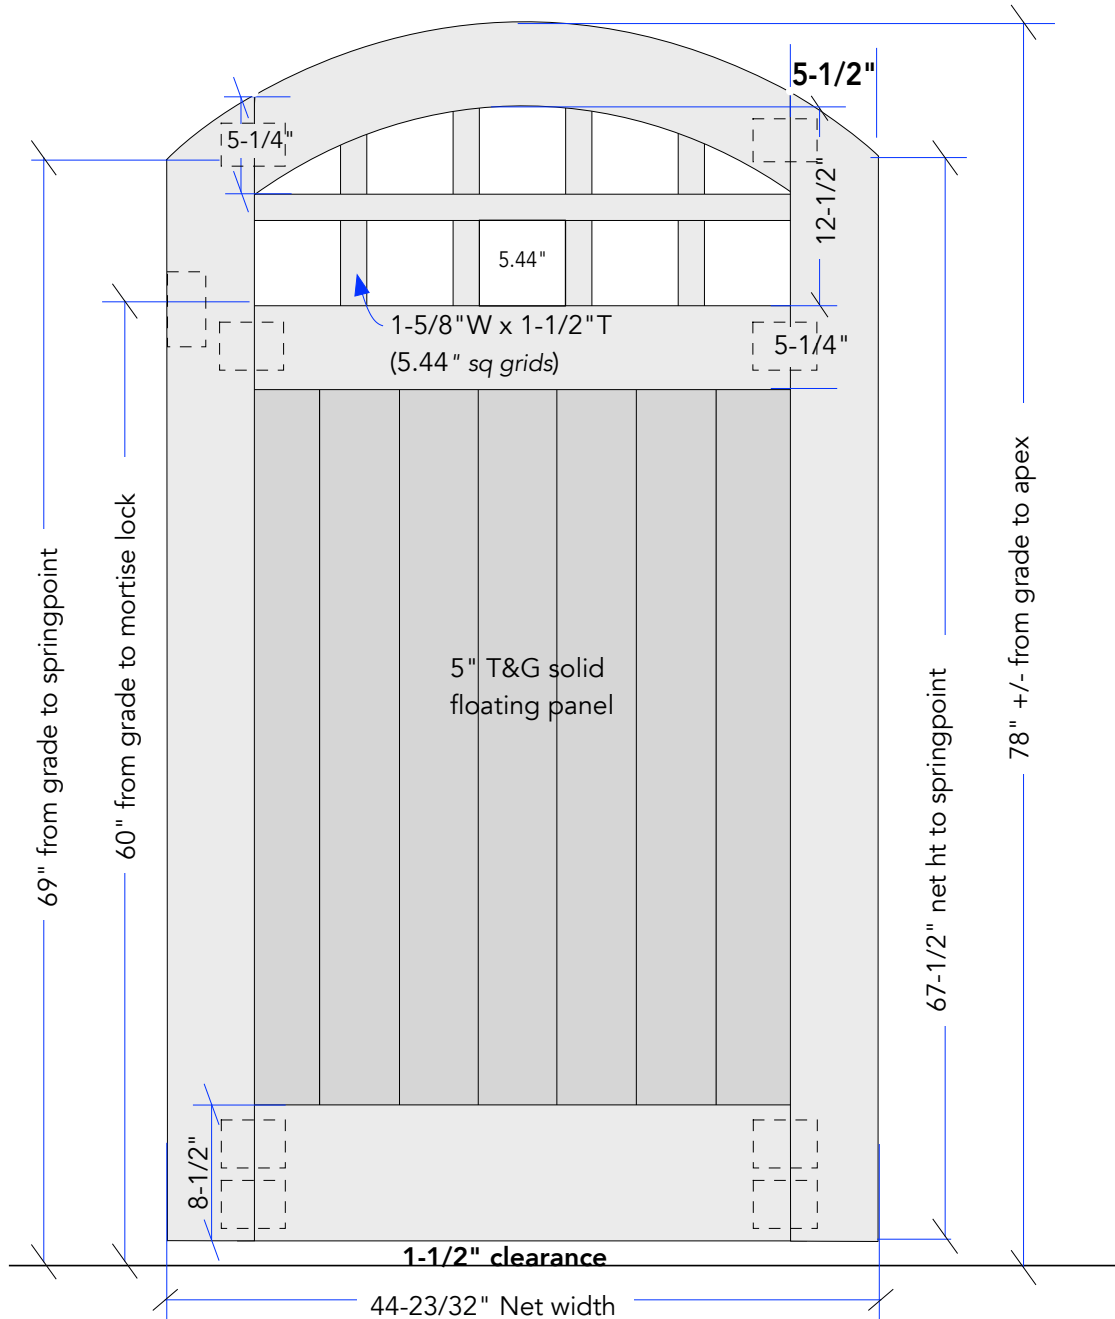 5-1/2"
5-1/4"
12-1/2"
5.44"
1-5/8"W x 1-1/2"T
(5.44" sq grids)
5-1/4"
69" from grade to springpoint
60" from grade to mortise lock
5" T&G solid
floating panel
78" +/- from grade to apex
67-1/2" net ht to springpoint
8-1/2"
1-1/2" clearance
44-23/32" Net width